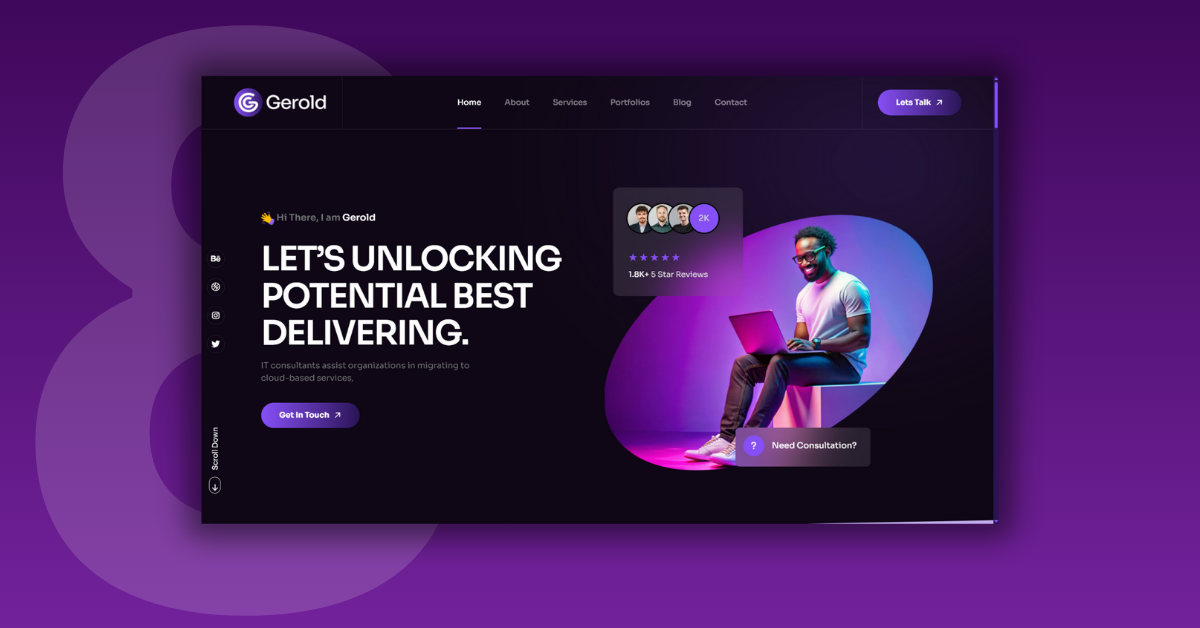 8
Gerold
Home
About
Services
Portfolios
Blog
Contact
Lets Talk
👋 Hi There, I am Gerold
LET’S UNLOCKING
POTENTIAL BEST
DELIVERING.
IT consultants assist organizations in migrating to
cloud-based services.
Get In Touch
Bē
Scroll Down
2K
★★★★★
1.8K+ 5 Star Reviews
?
Need Consultation?